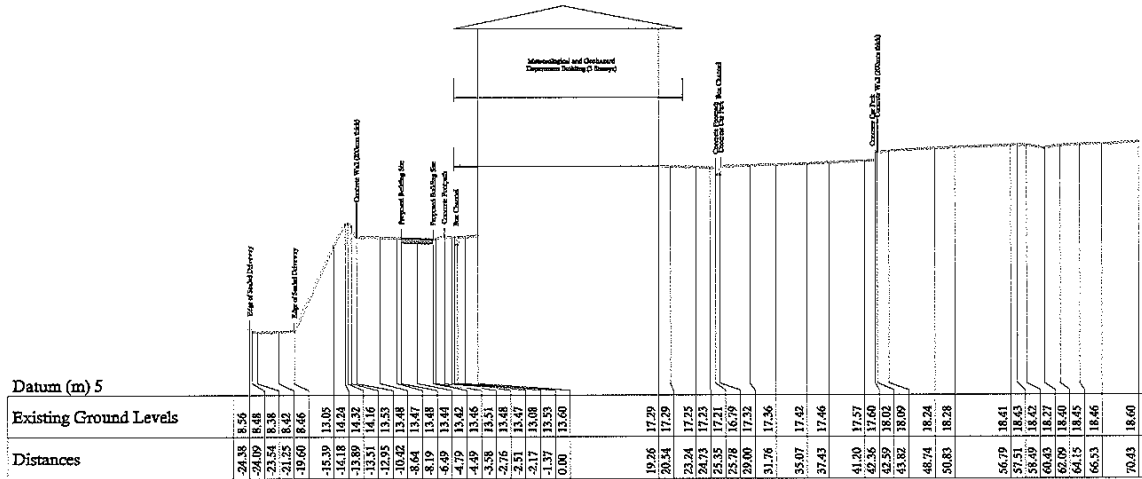 Meteorological and Geohazard
Department Building (3 Storeys)
Edge of Sealed Driveway
Edge of Sealed Driveway
Concrete Wall (200mm thick)
Proposed Building Site
Proposed Building Site
Concrete Footpath
Box Channel
Concrete Footpath
Box Channel
Concrete Car Park
Concrete Car Park
Concrete Wall (200mm thick)
Datum (m) 5
Existing Ground Levels 8.56 8.48 8.38 8.42 8.46 13.05 14.24 14.32 14.16 13.53 13.48 13.47 13.48 13.44 13.42 13.46 13.51 13.48 13.47 13.08 13.53 13.60 17.29 17.29 17.25 17.23 17.21 16.79 17.32 17.36 17.42 17.46 17.57 17.60 18.02 18.09 18.24 18.28 18.41 18.43 18.42 18.27 18.40 18.45 18.46 18.60
Distances -24.38 -24.09 -23.54 -21.25 -19.60 -15.39 -14.18 -13.89 -13.51 -12.95 -10.42 -8.64 -8.19 -6.49 -4.79 -4.49 -3.58 -2.76 -2.51 -2.17 -1.37 0.00 19.26 20.54 23.24 24.73 25.35 25.78 29.00 31.76 35.07 37.43 41.20 42.36 42.59 43.82 48.74 50.83 56.79 57.51 58.49 60.43 62.09 64.15 66.53 70.43